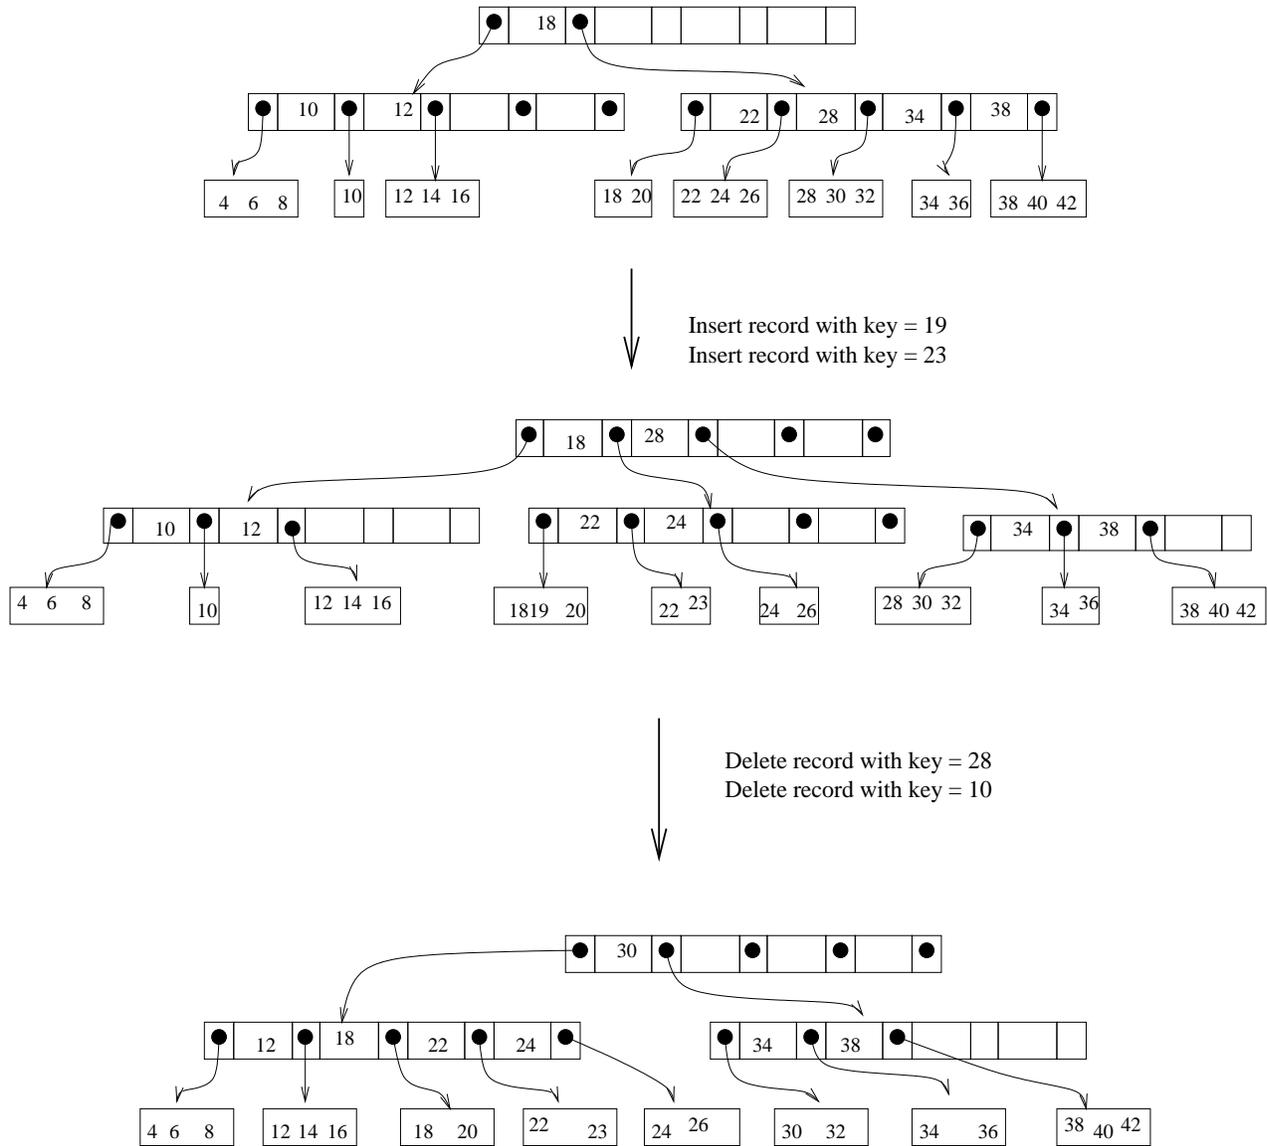 18
10 12 22 28 34 38
4 6 8 10 12 14 16 18 20 22 24 26 28 30 32 34 36 38 40 42
Insert record with key = 19
Insert record with key = 23
18 28
10 12 22 24 34 38
4 6 8 10 12 14 16 1819 20 22 23 24 26 28 30 32 34 36 38 40 42
Delete record with key = 28
Delete record with key = 10
30
12 18 22 24 34 38
4 6 8 12 14 16 18 20 22 23 24 26 30 32 34 36 38 40 42